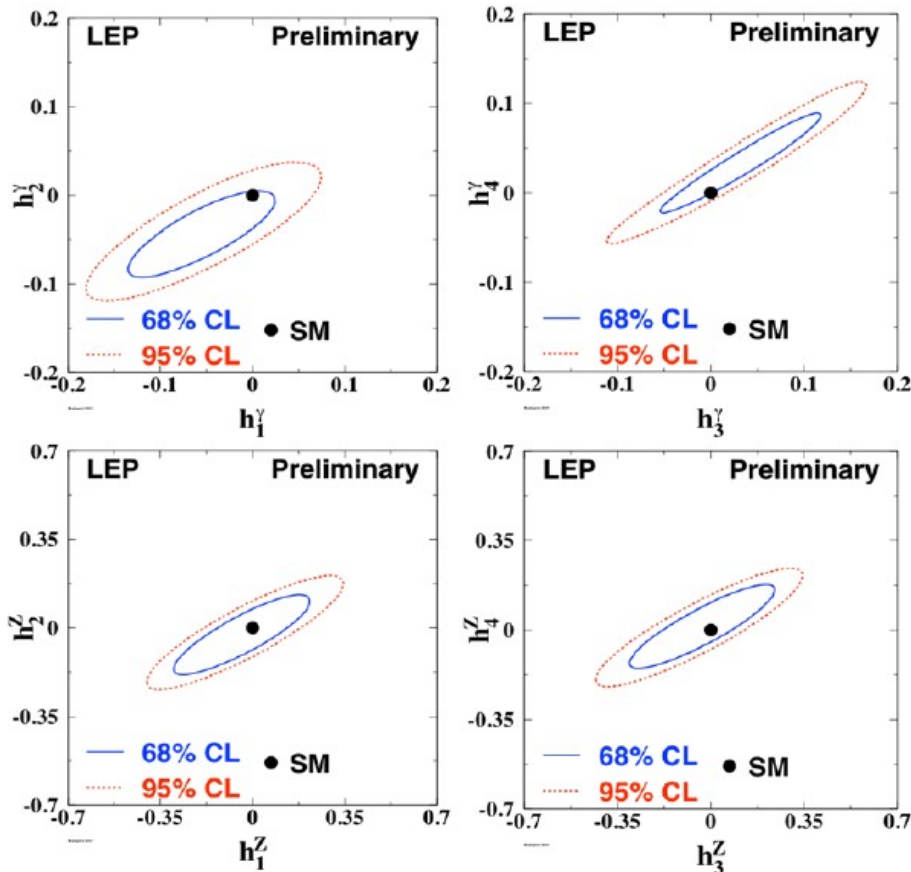 LEP Preliminary
0.2
0.1
0
-0.1
-0.2
h₂^γ
68% CL
95% CL
SM
-0.2 -0.1 0 0.1 0.2
h₁^γ
LEP Preliminary
0.2
0.1
0
-0.1
-0.2
h₄^γ
68% CL
95% CL
SM
-0.2 -0.1 0 0.1 0.2
h₃^γ
LEP Preliminary
0.7
0.35
0
-0.35
-0.7
h₂^Z
68% CL
95% CL
SM
-0.7 -0.35 0 0.35 0.7
h₁^Z
LEP Preliminary
0.7
0.35
0
-0.35
-0.7
h₄^Z
68% CL
95% CL
SM
-0.7 -0.35 0 0.35 0.7
h₃^Z